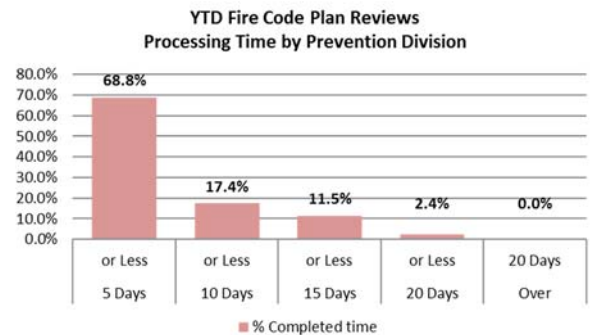 YTD Fire Code Plan Reviews
Processing Time by Prevention Division
80.0%
70.0%
60.0%
50.0%
40.0%
30.0%
20.0%
10.0%
0.0%
68.8%
17.4%
11.5%
2.4%
0.0%
or Less or Less or Less or Less 20 Days
5 Days 10 Days 15 Days 20 Days Over
% Completed time